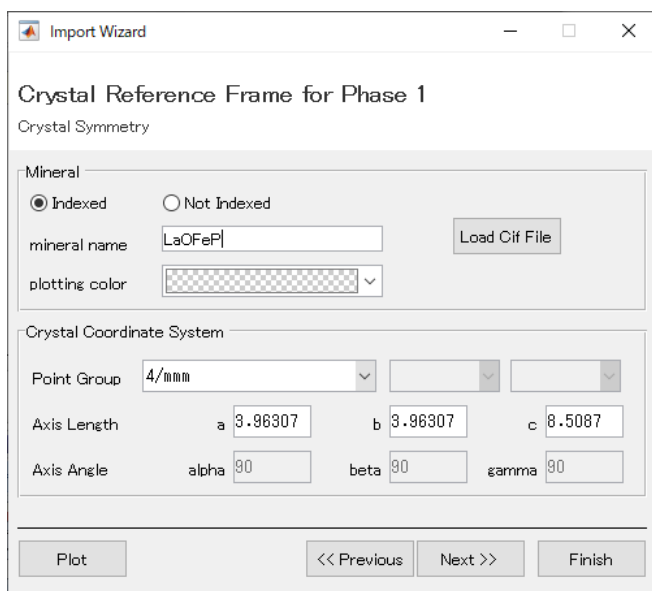 Import Wizard
Crystal Reference Frame for Phase 1
Crystal Symmetry
Mineral
Indexed Not Indexed
mineral name LaOFeP Load Cif File
plotting color
Crystal Coordinate System
Point Group 4/mmm
Axis Length a 3.96307 b 3.96307 c 8.5087
Axis Angle alpha 90 beta 90 gamma 90
Plot << Previous Next >> Finish